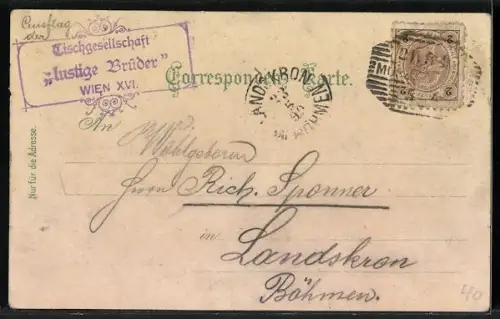 Ausflug
der
Tischgesellschaft
„lustige Brüder"
WIEN XVI.
Correspondenz-Karte.
LANDSKRON
BÖHMEN
Nur für die Adresse.
An
Wohlgeboren
Herrn Rich. Sponner
in
Landskron
Böhmen.
40